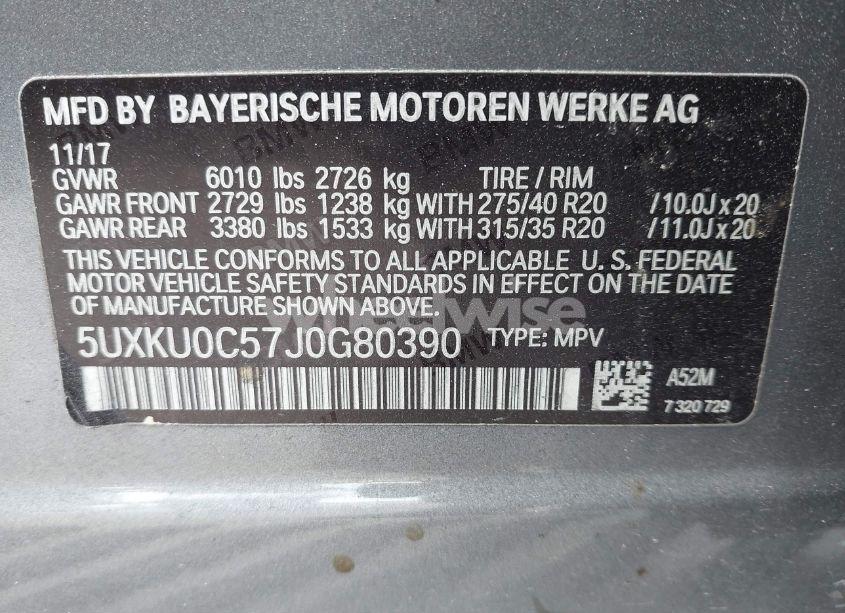 MFD BY BAYERISCHE MOTOREN WERKE AG
11/17
GVWR 6010 lbs 2726 kg TIRE / RIM
GAWR FRONT 2729 lbs 1238 kg WITH 275/40 R20 /10.0J x 20
GAWR REAR 3380 lbs 1533 kg WITH 315/35 R20 /11.0J x 20
THIS VEHICLE CONFORMS TO ALL APPLICABLE U. S. FEDERAL
MOTOR VEHICLE SAFETY STANDARDS IN EFFECT ON THE DATE
OF MANUFACTURE SHOWN ABOVE.
5UXKU0C57J0G80390 TYPE: MPV
A52M
7 320 729